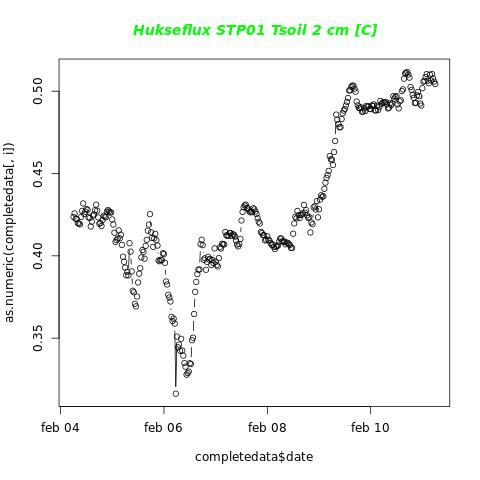 Hukseflux STP01 Tsoil 2 cm [C]
as.numeric(completedata[, i])
0.50
0.45
0.40
0.35
feb 04 feb 06 feb 08 feb 10
completedata$date